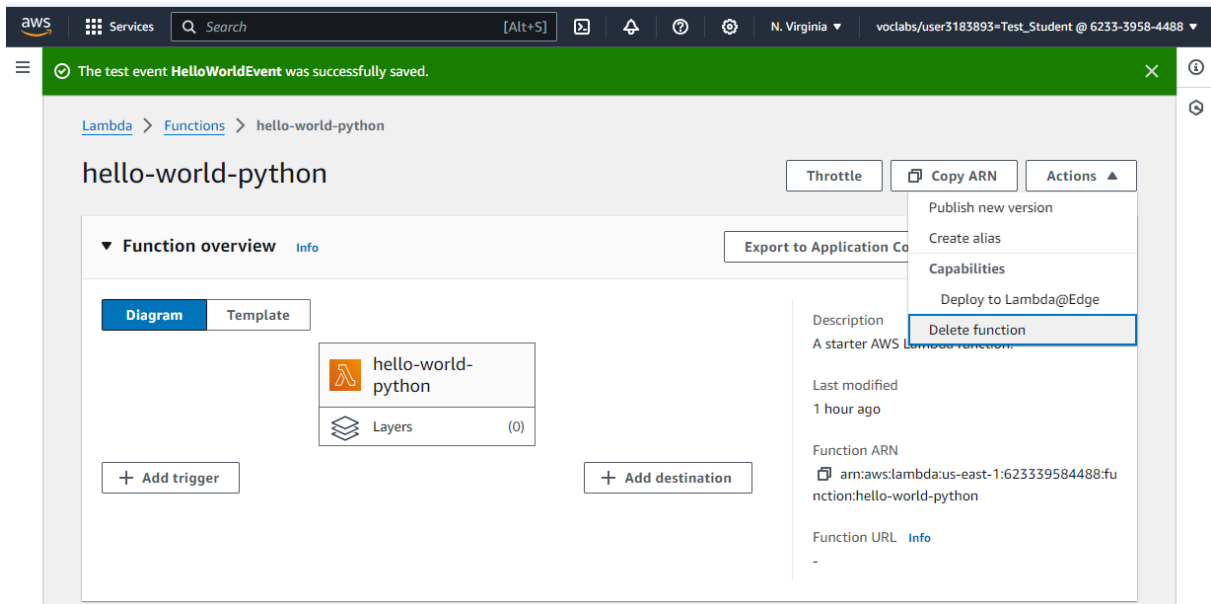 aws
Services
Search
[Alt+S]
N. Virginia
voclabs/user3183893=Test_Student @ 6233-3958-4488
The test event HelloWorldEvent was successfully saved.
Lambda
Functions
hello-world-python
hello-world-python
Throttle
Copy ARN
Actions
Publish new version
Create alias
Capabilities
Deploy to Lambda@Edge
Delete function
Function overview
Info
Export to Application
Diagram
Template
hello-world-
python
Layers
(0)
Add trigger
Add destination
Description
A starter AWS
Last modified
1 hour ago
Function ARN
arn:aws:lambda:us-east-1:623339584488:fu
nction:hello-world-python
Function URL
Info
-